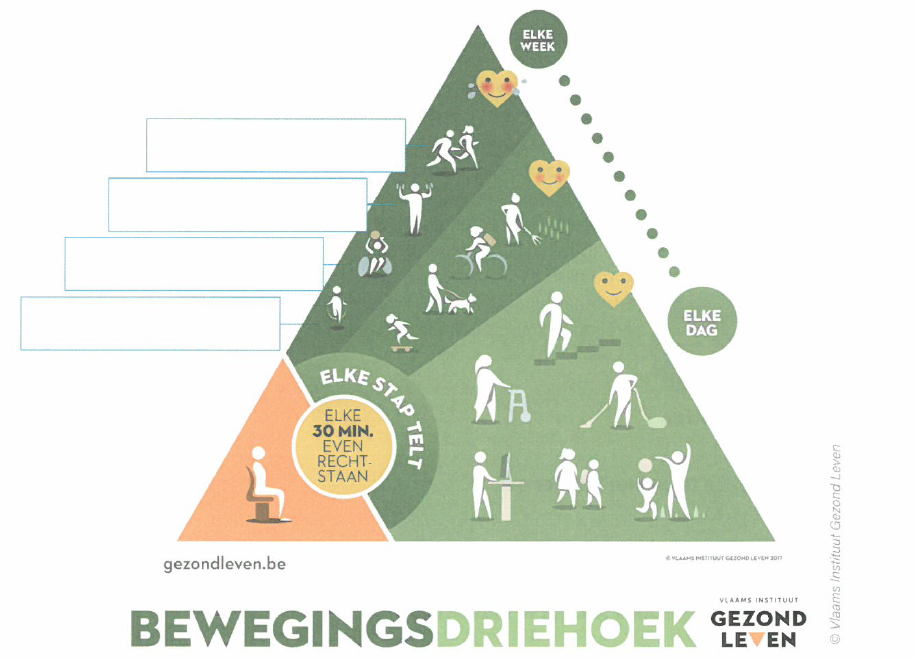 ELKE
WEEK
ELKE
DAG
ELKE STAP TELT
ELKE
30 MIN.
EVEN
RECHT-
STAAN
gezondleven.be
© VLAAMS INSTITUUT GEZOND LEVEN 2017
BEWEGINGSDRIEHOEK
VLAAMS INSTITUUT
GEZOND
LEVEN
© Vlaams Instituut Gezond Leven